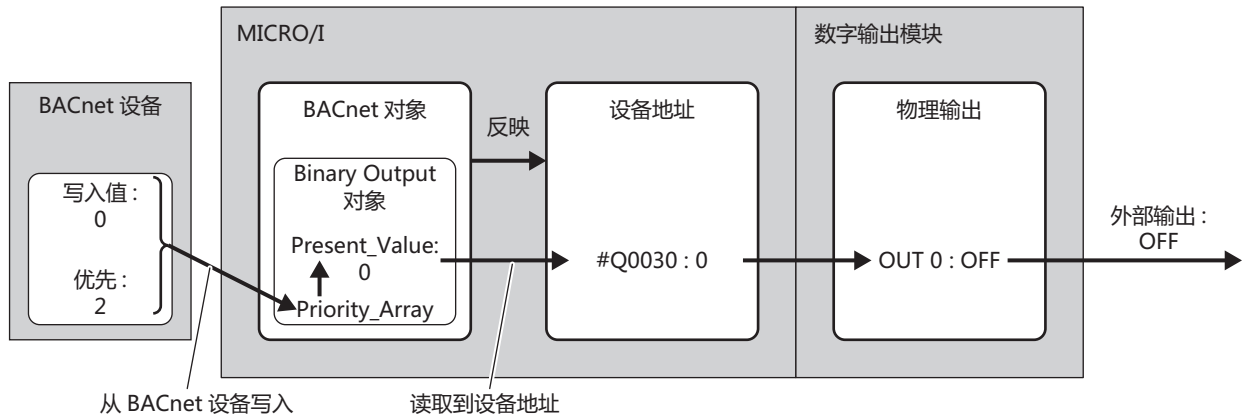 MICRO/I
数字输出模块
BACnet 设备
写入值 :
0
优先 :
2
BACnet 对象
Binary Output
对象
Present_Value:
0
Priority_Array
反映
设备地址
#Q0030 : 0
物理输出
OUT 0 : OFF
外部输出 :
OFF
从 BACnet 设备写入
读取到设备地址